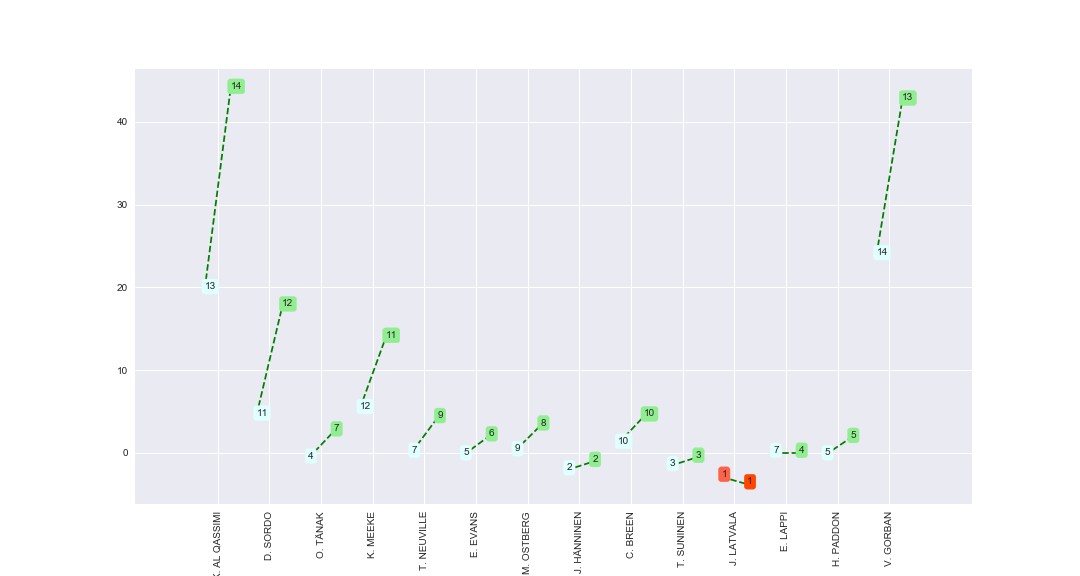 40
30
20
10
0
14
13
12
11
7
4
11
12
9
7
6
5
8
9
2
2
10
10
3
3
1
1
7
4
5
5
13
14
. AL QASSIMI
D. SORDO
O. TÄNAK
K. MEEKE
T. NEUVILLE
E. EVANS
M. OSTBERG
J. HÄNNINEN
C. BREEN
T. SUNINEN
J. LATVALA
E. LAPPI
H. PADDON
V. GORBAN